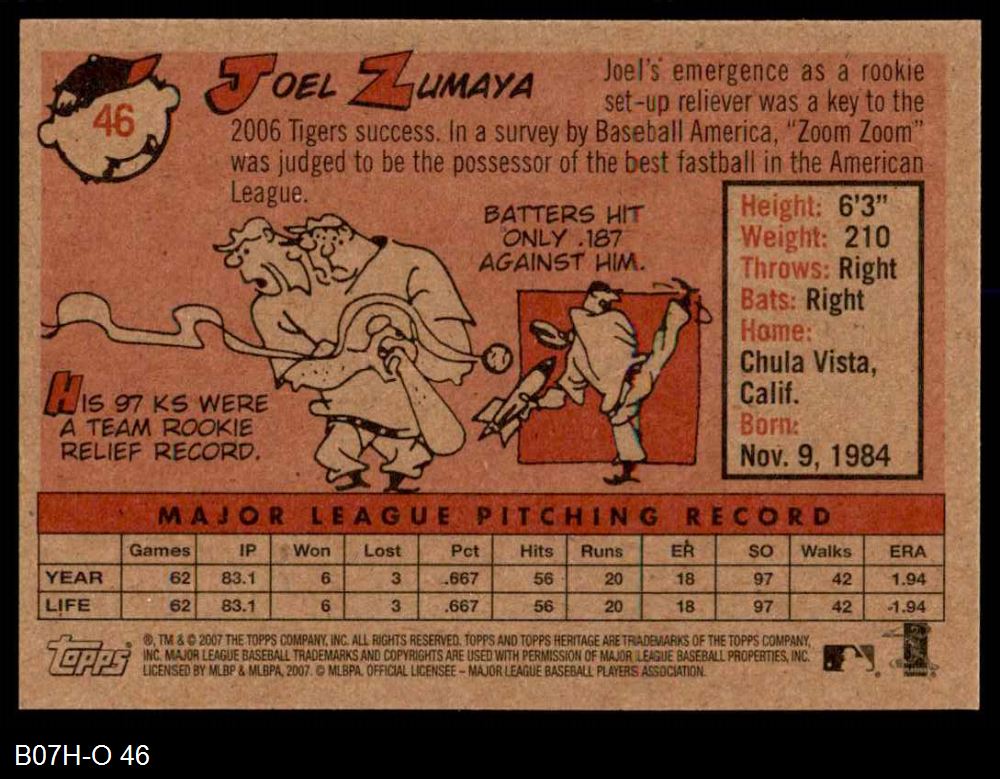 46
JOEL ZUMAYA
Joel's emergence as a rookie
set-up reliever was a key to the
2006 Tigers success. In a survey by Baseball America, "Zoom Zoom"
was judged to be the possessor of the best fastball in the American
League.
BATTERS HIT
ONLY .187
AGAINST HIM.
HIS 97 KS WERE
A TEAM ROOKIE
RELIEF RECORD.
Height: 6'3"
Weight: 210
Throws: Right
Bats: Right
Home:
Chula Vista,
Calif.
Born:
Nov. 9, 1984
MAJOR LEAGUE PITCHING RECORD
Games IP Won Lost Pct Hits Runs ER SO Walks ERA
YEAR 62 83.1 6 3 .667 56 20 18 97 42 1.94
LIFE 62 83.1 6 3 .667 56 20 18 97 42 1.94
Topps
®, TM & © 2007 THE TOPPS COMPANY, INC. ALL RIGHTS RESERVED. TOPPS AND TOPPS HERITAGE ARE TRADEMARKS OF THE TOPPS COMPANY,
INC. MAJOR LEAGUE BASEBALL TRADEMARKS AND COPYRIGHTS ARE USED WITH PERMISSION OF MAJOR LEAGUE BASEBALL PROPERTIES, INC.
LICENSED BY MLBP & MLBPA, 2007. © MLBPA. OFFICIAL LICENSEE – MAJOR LEAGUE BASEBALL PLAYERS ASSOCIATION.
B07H-O 46